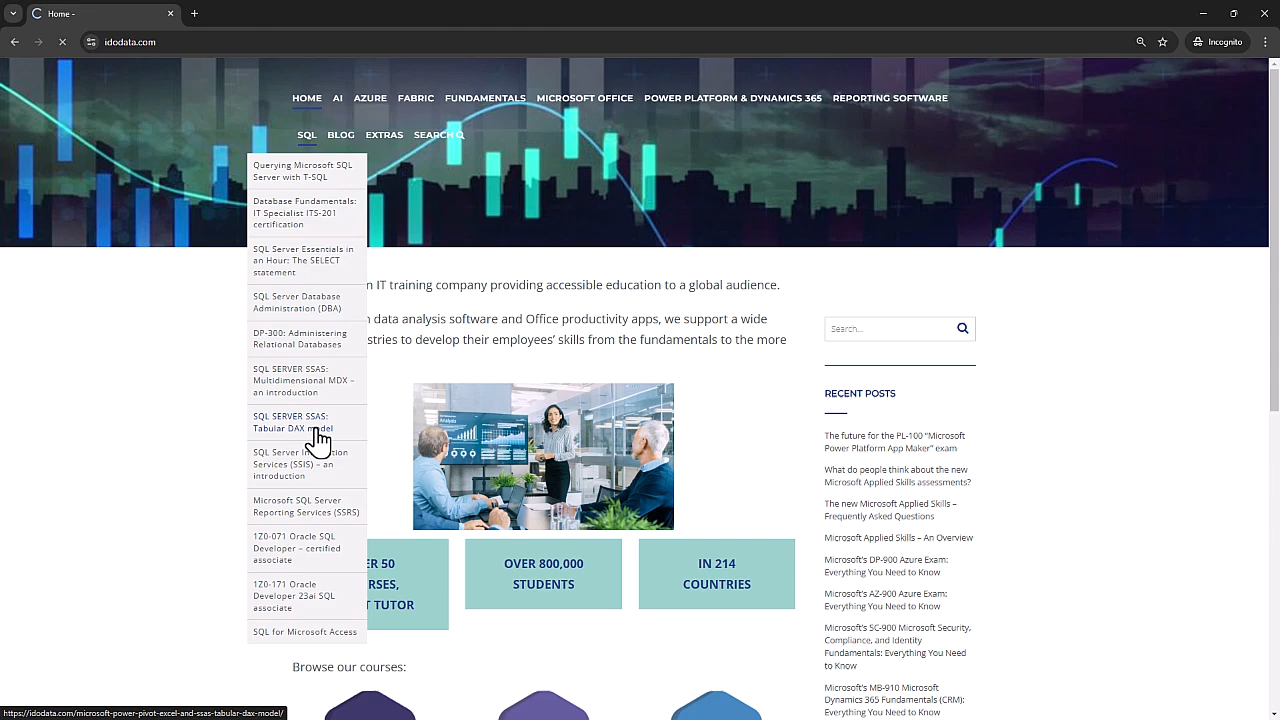 Home -
idodata.com
Incognito
HOME AI AZURE FABRIC FUNDAMENTALS MICROSOFT OFFICE POWER PLATFORM & DYNAMICS 365 REPORTING SOFTWARE
SQL BLOG EXTRAS SEARCH
Querying Microsoft SQL
Server with T-SQL
Database Fundamentals:
IT Specialist ITS-201
certification
SQL Server Essentials in
an Hour: The SELECT
statement
SQL Server Database
Administration (DBA)
DP-300: Administering
Relational Databases
SQL SERVER SSAS:
Multidimensional MDX –
an introduction
SQL SERVER SSAS:
Tabular DAX model
SQL Server
Services (SSIS) – an
introduction
Microsoft SQL Server
Reporting Services (SSRS)
1Z0-071 Oracle SQL
Developer – certified
associate
1Z0-171 Oracle
Developer 23ai SQL
associate
SQL for Microsoft Access
IT training company providing accessible education to a global audience.
data analysis software and Office productivity apps, we support a wide
to develop their employees’ skills from the fundamentals to the more
50
TUTOR
OVER 800,000
STUDENTS
IN 214
COUNTRIES
Browse our courses:
Search...
RECENT POSTS
The future for the PL-100 “Microsoft
Power Platform App Maker” exam
What do people think about the new
Microsoft Applied Skills assessments?
The new Microsoft Applied Skills –
Frequently Asked Questions
Microsoft Applied Skills – An Overview
Microsoft’s DP-900 Azure Exam:
Everything You Need to Know
Microsoft’s AZ-900 Azure Exam:
Everything You Need to Know
Microsoft’s SC-900 Microsoft Security,
Compliance, and Identity
Fundamentals: Everything You Need
to Know
Microsoft’s MB-910 Microsoft
Dynamics 365 Fundamentals (CRM):
Everything You Need to Know
https://idodata.com/microsoft-power-pivot-excel-and-ssas-tabular-dax-model/